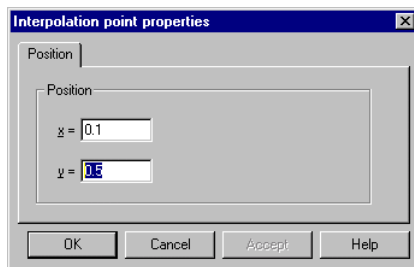 Interpolation point properties
Position
Position
x = 0.1
y = 0.5
OK Cancel Accept Help